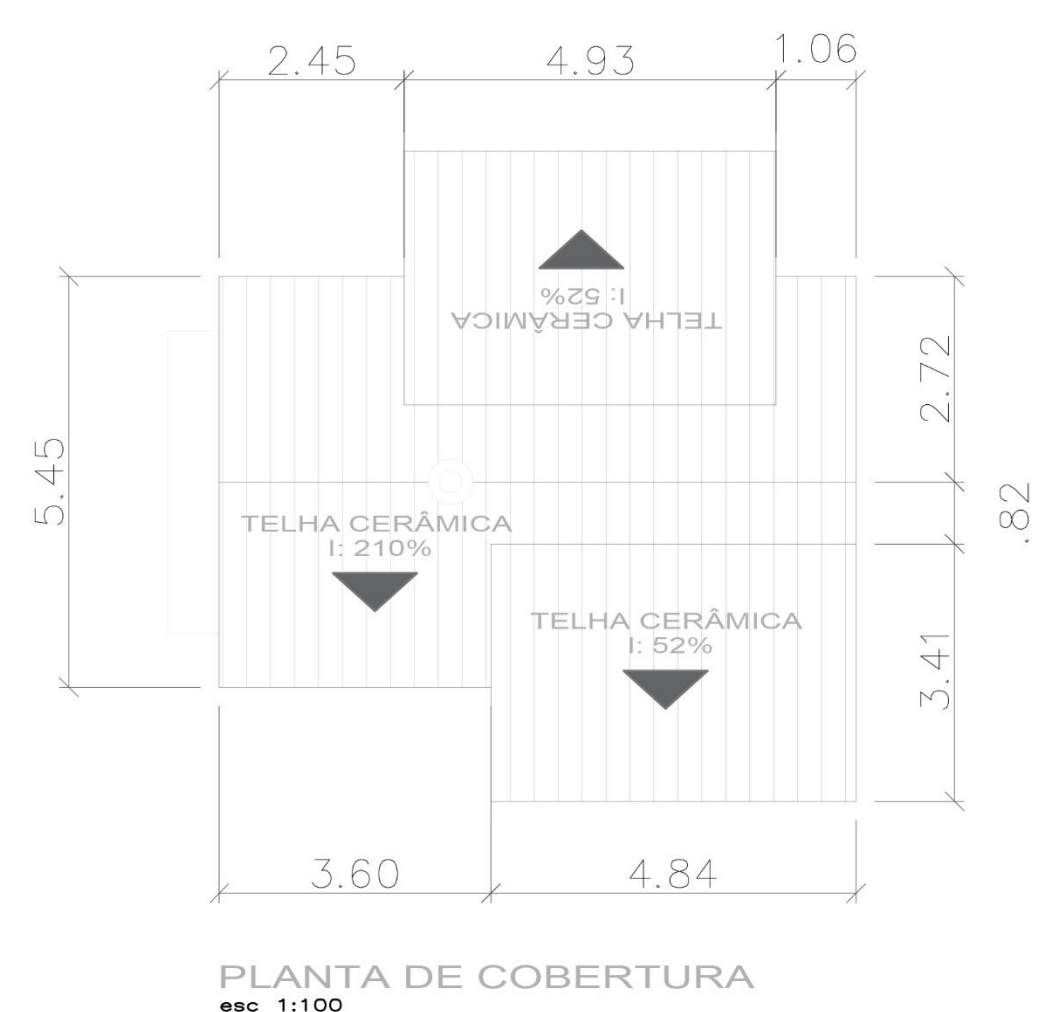 2.45
4.93
1.06
TELHA CERÂMICA
I: 52%
5.45
2.72
.82
TELHA CERÂMICA
I: 210%
TELHA CERÂMICA
I: 52%
3.41
3.60
4.84
PLANTA DE COBERTURA
esc 1:100